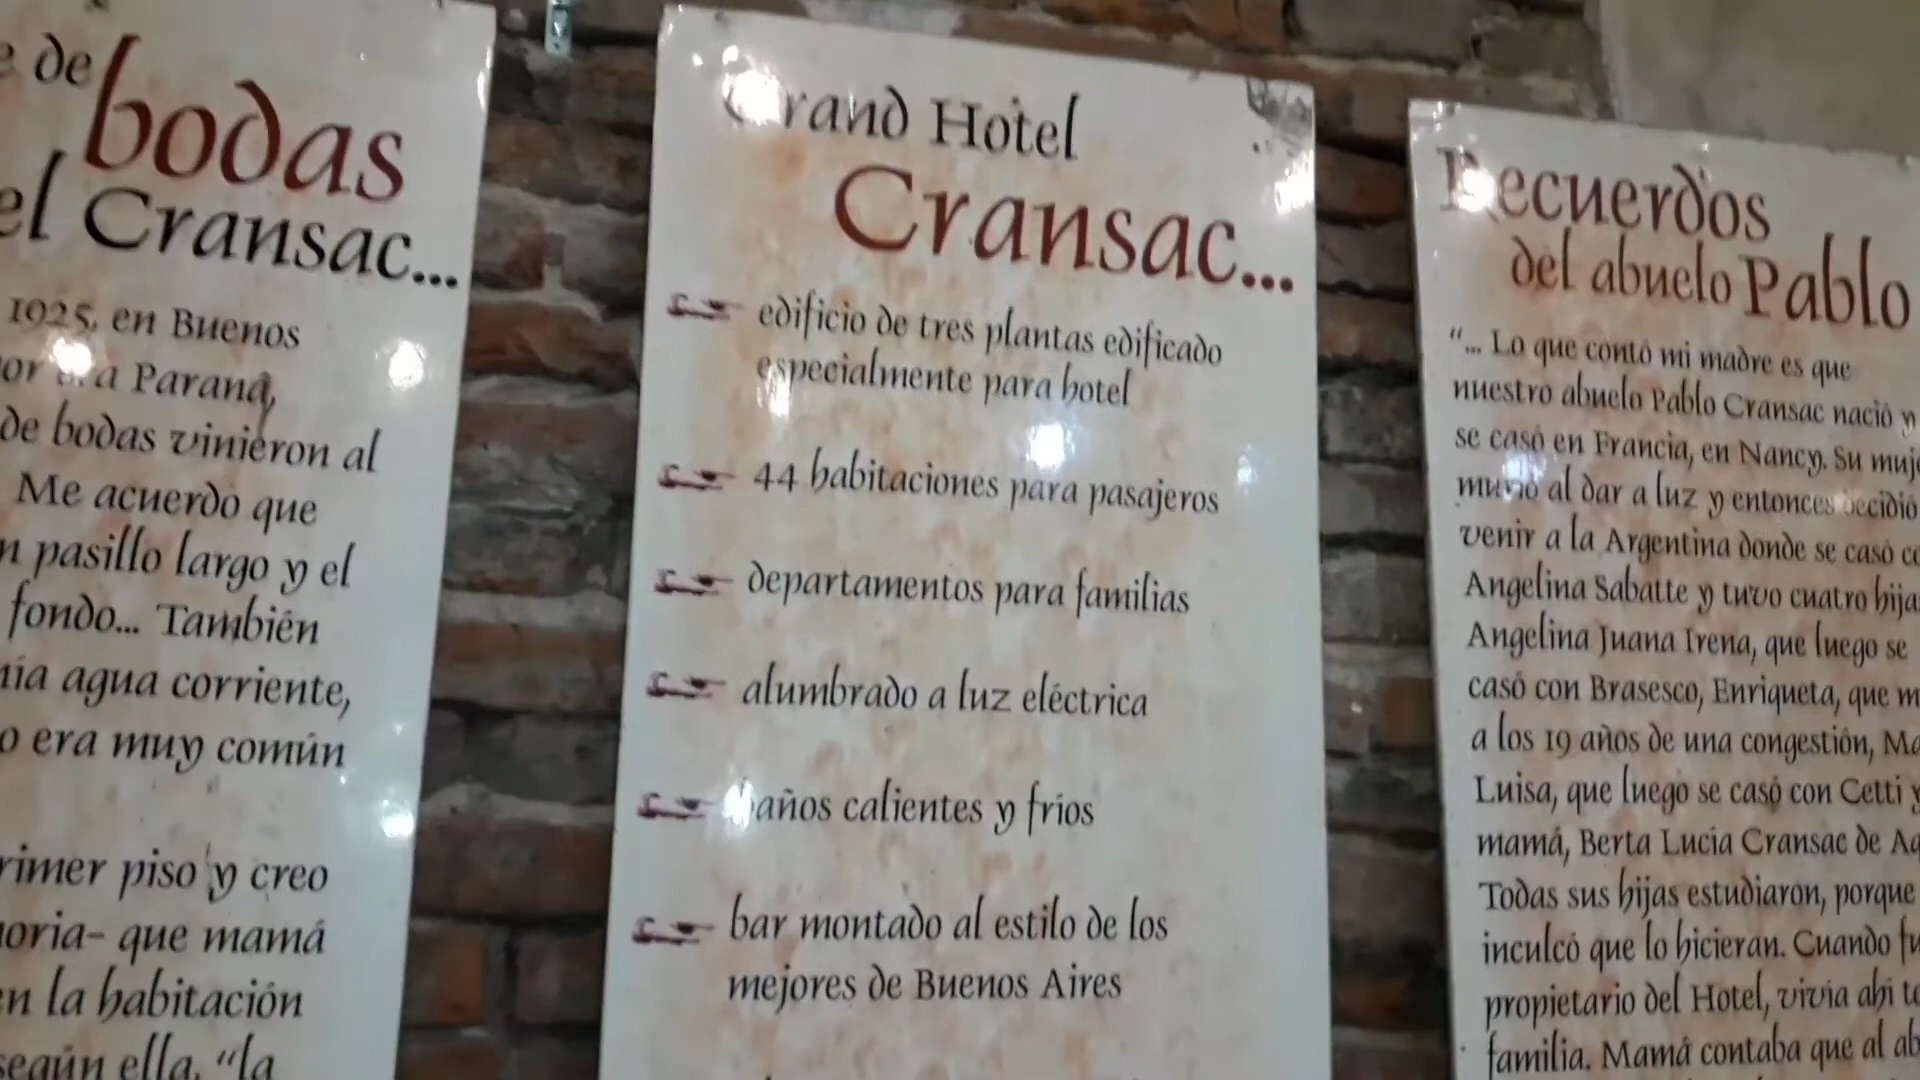 de
bodas
el Cransac...
1925, en Buenos
Paraná,
de bodas vinieron al
Me acuerdo que
pasillo largo y el
fondo... También
agua corriente,
era muy común
piso y creo
que mamá
en la habitación
según ella, "la
Grand Hotel
Cransac...
edificio de tres plantas edificado
especialmente para hotel
44 habitaciones para pasajeros
departamentos para familias
alumbrado a luz eléctrica
baños calientes y fríos
bar montado al estilo de los
mejores de Buenos Aires
Recuerdos
del abuelo Pablo
"... Lo que contó mi madre es que
nuestro abuelo Pablo Cransac nació y
se casó en Francia, en Nancy. Su
murió al dar a luz y entonces decidió
venir a la Argentina donde se casó
Angelina Sabatte y tuvo cuatro
Angelina Juana Irena, que luego se
casó con Brasesco, Enriqueta, que
a los 19 años de una congestión,
Luisa, que luego se casó con Cetti y
mamá, Berta Lucía Cransac de
Todas sus hijas estudiaron, porque
inculcó que lo hicieran. Cuando
propietario del Hotel, vivía ahí
familia. Mamá contaba que al